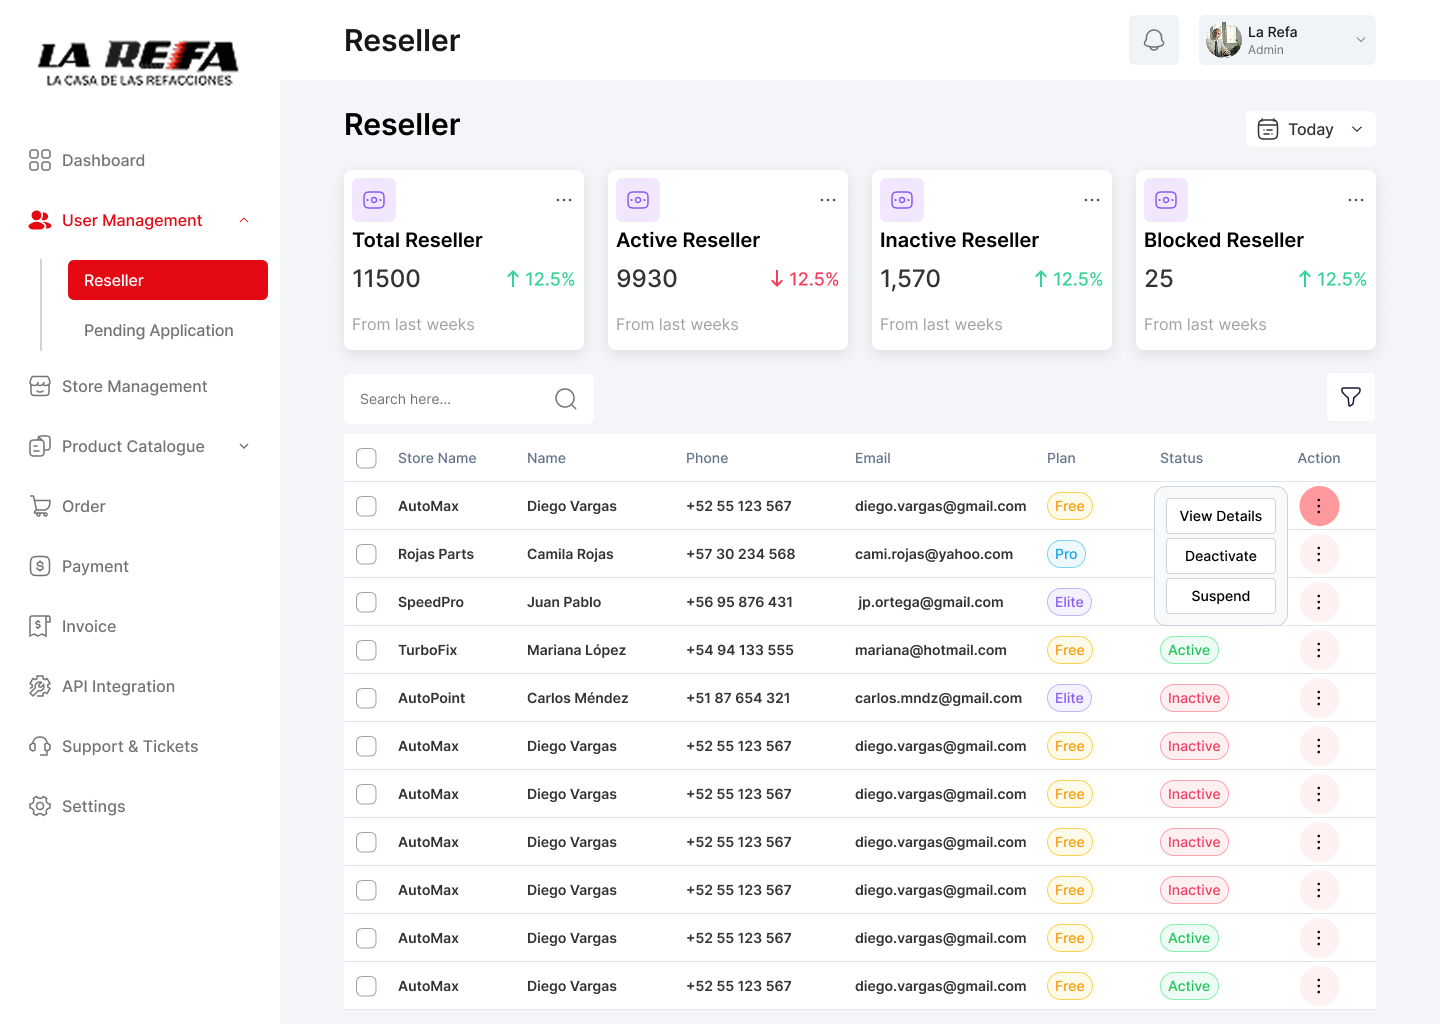 LA REFA
LA CASA DE LAS REFACCIONES
Reseller
La Refa
Admin
Dashboard
User Management
Reseller
Pending Application
Store Management
Product Catalogue
Order
Payment
Invoice
API Integration
Support & Tickets
Settings
Reseller
Today
Total Reseller
11500 ↑ 12.5%
From last weeks
Active Reseller
9930 ↓ 12.5%
From last weeks
Inactive Reseller
1,570 ↑ 12.5%
From last weeks
Blocked Reseller
25 ↑ 12.5%
From last weeks
Search here...
Store Name Name Phone Email Plan Status Action
AutoMax Diego Vargas +52 55 123 567 diego.vargas@gmail.com Free
Rojas Parts Camila Rojas +57 30 234 568 cami.rojas@yahoo.com Pro
SpeedPro Juan Pablo +56 95 876 431 jp.ortega@gmail.com Elite
View Details
Deactivate
Suspend
TurboFix Mariana López +54 94 133 555 mariana@hotmail.com Free Active
AutoPoint Carlos Méndez +51 87 654 321 carlos.mndz@gmail.com Elite Inactive
AutoMax Diego Vargas +52 55 123 567 diego.vargas@gmail.com Free Inactive
AutoMax Diego Vargas +52 55 123 567 diego.vargas@gmail.com Free Inactive
AutoMax Diego Vargas +52 55 123 567 diego.vargas@gmail.com Free Inactive
AutoMax Diego Vargas +52 55 123 567 diego.vargas@gmail.com Free Inactive
AutoMax Diego Vargas +52 55 123 567 diego.vargas@gmail.com Free Active
AutoMax Diego Vargas +52 55 123 567 diego.vargas@gmail.com Free Active